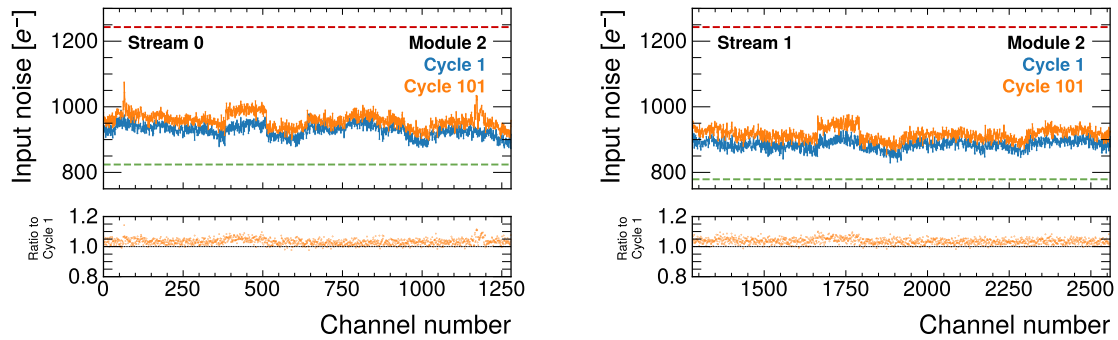 Input noise [e⁻]
1200
1000
800
Stream 0
Module 2
Cycle 1
Cycle 101
Ratio to
Cycle 1
1.2
1.0
0.8
0 250 500 750 1000 1250
Channel number
Input noise [e⁻]
1200
1000
800
Stream 1
Module 2
Cycle 1
Cycle 101
Ratio to
Cycle 1
1.2
1.0
0.8
1500 1750 2000 2250 2500
Channel number